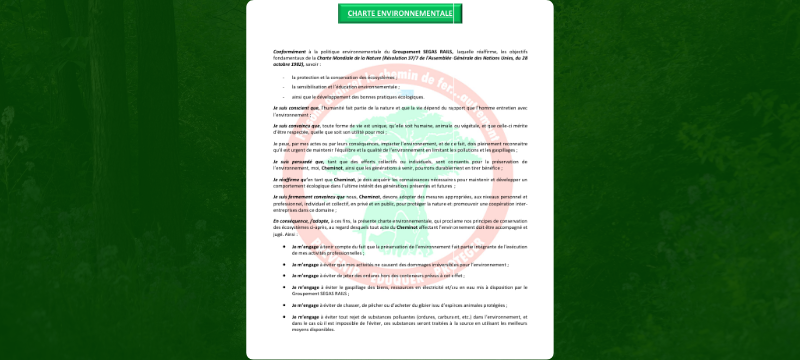 CHARTE ENVIRONNEMENTALE
Conformément à la politique environnementale du Groupement SEGAS RAILS, laquelle réaffirme, les objectifs
fondamentaux de la Charte Mondiale de la Nature (Résolution 37/7 de l'Assemblée Générale des Nations Unies, du 28
octobre 1982), savoir :
- la protection et la conservation des écosystèmes ;
- la sensibilisation et l'éducation environnementale ;
- ainsi que le développement des bonnes pratiques écologiques.
Je suis conscient que, l'humanité fait partie de la nature et que la vie dépend du rapport que l'homme entretien avec
l'environnement ;
Je suis convaincu que, toute forme de vie est unique, qu'elle soit humaine, animale ou végétale, et que celle-ci mérite
d'être respectée, quelle que soit son utilité pour moi ;
Je peux, par mes actes ou par leurs conséquences, impacter l'environnement, et de ce fait, dois pleinement reconnaitre
qu'il est urgent de maintenir l'équilibre et la qualité de l'environnement en limitant les pollutions et les gaspillages ;
Je suis persuadé que, tant que des efforts collectifs ou individuels, sont consentis pour la préservation de
l'environnement, moi, Cheminot, ainsi que les générations à venir, pourrons durablement en tirer bénéfice ;
Je réaffirme qu'en tant que Cheminot, je dois acquérir les connaissances nécessaires pour maintenir et développer un
comportement écologique dans l'ultime intérêt des générations présentes et futures ;
Je suis fermement convaincu que nous, Cheminot, devons adopter des mesures appropriées, aux niveaux personnel et
professionnel, individuel et collectif, en privé et en public, pour protéger la nature et promouvoir une coopération inter-
entreprises dans ce domaine ;
En conséquence, j'adopte, à ces fins, la présente charte environnementale, qui proclame nos principes de conservation
des écosystèmes ci-après, au regard desquels tout acte du Cheminot affectant l'environnement doit être accompagné et
jugé. Ainsi :
• Je m'engage à tenir compte du fait que la préservation de l'environnement fait partie intégrante de l'exécution
de mes activités professionnelles ;
• Je m'engage à éviter que mes activités ne causent des dommages irréversibles pour l'environnement ;
• Je m'engage à éviter de jeter des ordures hors des conteneurs prévus à cet effet ;
• Je m'engage à éviter le gaspillage des biens, ressources en électricité et/ou en eau mis à disposition par le
Groupement SEGAS RAILS ;
• Je m'engage à éviter de chasser, de pêcher ou d'acheter du gibier issu d'espèces animales protégées ;
• Je m'engage à éviter tout rejet de substances polluantes (ordures, carburant, etc.) dans l'environnement, et
dans le cas où il est impossible de l'éviter, ces substances seront traitées à la source en utilisant les meilleurs
moyens disponibles.